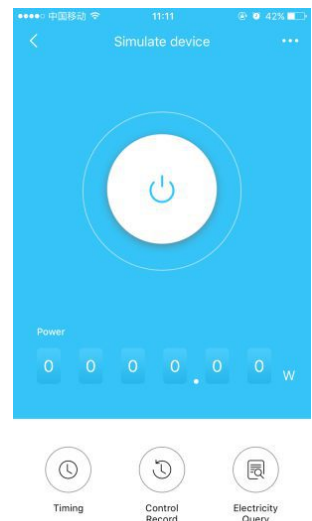 中国移动 11:11 42%
Simulate device
Power
0 0 0 0.0 0 W
Timing Control Record Electricity Query